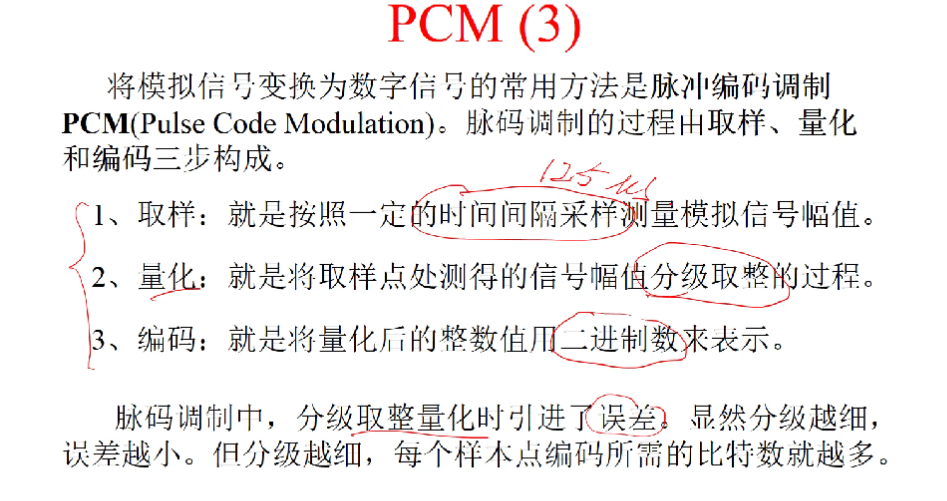 PCM (3)
将模拟信号变换为数字信号的常用方法是脉冲编码调制
PCM(Pulse Code Modulation)。脉码调制的过程由取样、量化
和编码三步构成。
125 us
1、取样：就是按照一定的时间间隔采样测量模拟信号幅值。
2、量化：就是将取样点处测得的信号幅值分级取整的过程。
3、编码：就是将量化后的整数值用二进制数来表示。
脉码调制中，分级取整量化时引进了误差。显然分级越细，
误差越小。但分级越细，每个样本点编码所需的比特数就越多。